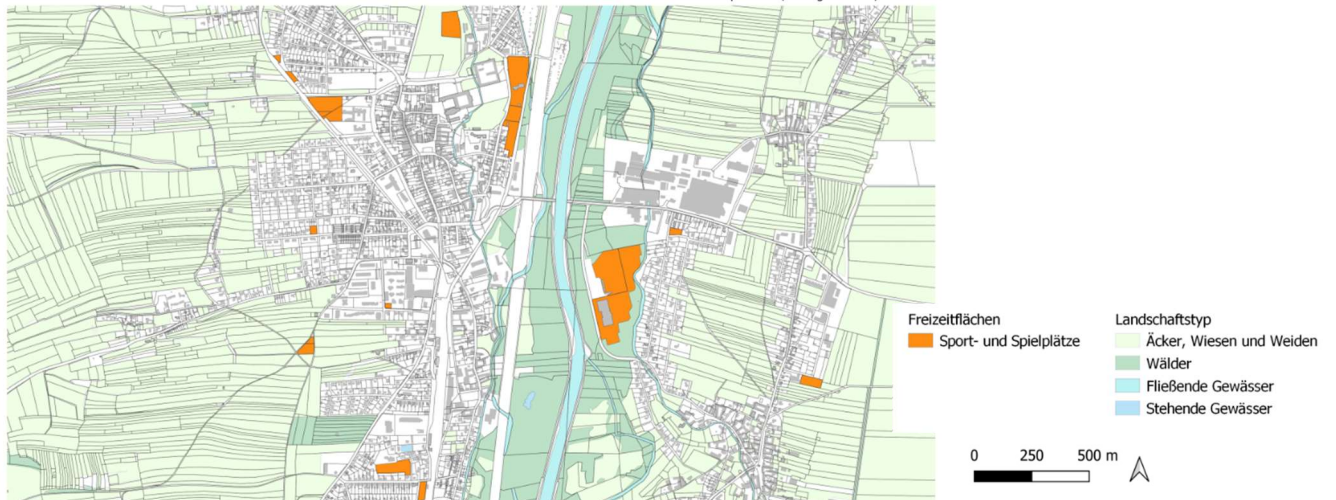 Freizeitflächen
Sport- und Spielplätze
Landschaftstyp
Äcker, Wiesen und Weiden
Wälder
Fließende Gewässer
Stehende Gewässer
0 250 500 m